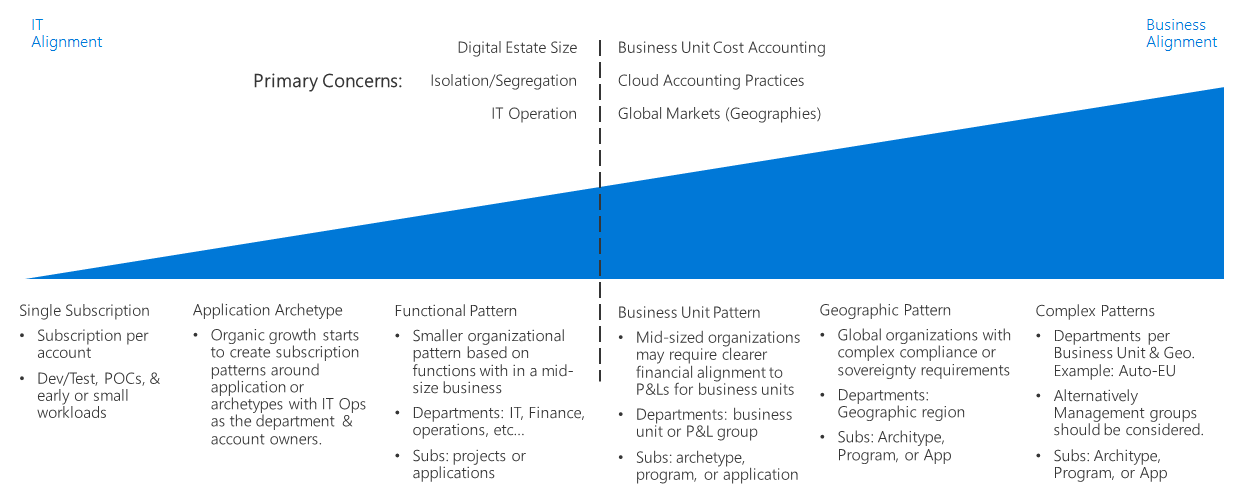 IT
Alignment
Business
Alignment
Primary Concerns:
Digital Estate Size
Isolation/Segregation
IT Operation
Business Unit Cost Accounting
Cloud Accounting Practices
Global Markets (Geographies)
Single Subscription
• Subscription per
account
• Dev/Test, POCs, &
early or small
workloads
Application Archetype
• Organic growth starts
to create subscription
patterns around
application or
archetypes with IT Ops
as the department &
account owners.
Functional Pattern
• Smaller organizational
pattern based on
functions with in a mid-
size business
• Departments: IT, Finance,
operations, etc...
• Subs: projects or
applications
Business Unit Pattern
• Mid-sized organizations
may require clearer
financial alignment to
P&Ls for business units
• Departments: business
unit or P&L group
• Subs: archetype,
program, or application
Geographic Pattern
• Global organizations with
complex compliance or
sovereignty requirements
• Departments:
Geographic region
• Subs: Architype,
Program, or App
Complex Patterns
• Departments per
Business Unit & Geo.
Example: Auto-EU
• Alternatively
Management groups
should be considered.
• Subs: Architype,
Program, or App